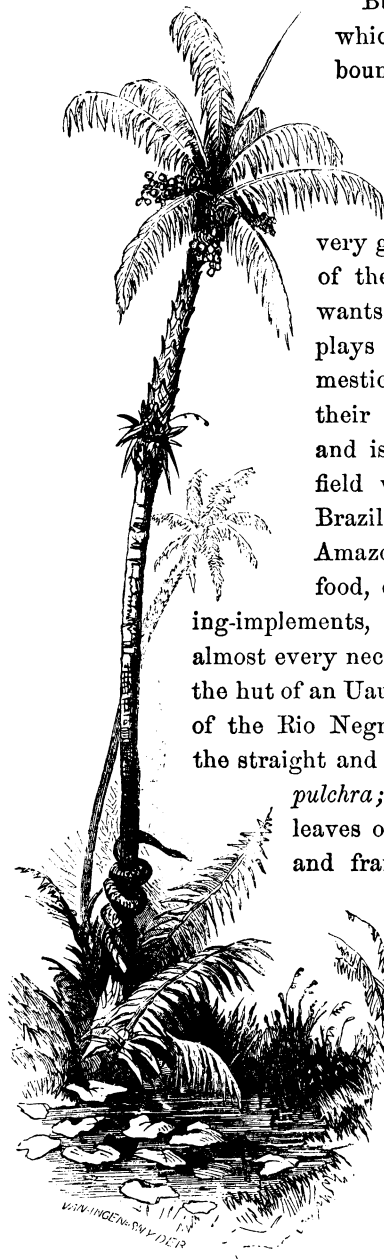 which
boun
very g
of the
wants
plays
mestic
their
and is
field
Brazil
Amazo
food,
ing-implements,
almost every nec
the hut of an Uau
of the Rio Negr
the straight and
pulchra;
leaves o
and fra
VAN-INGEN-SNYDER